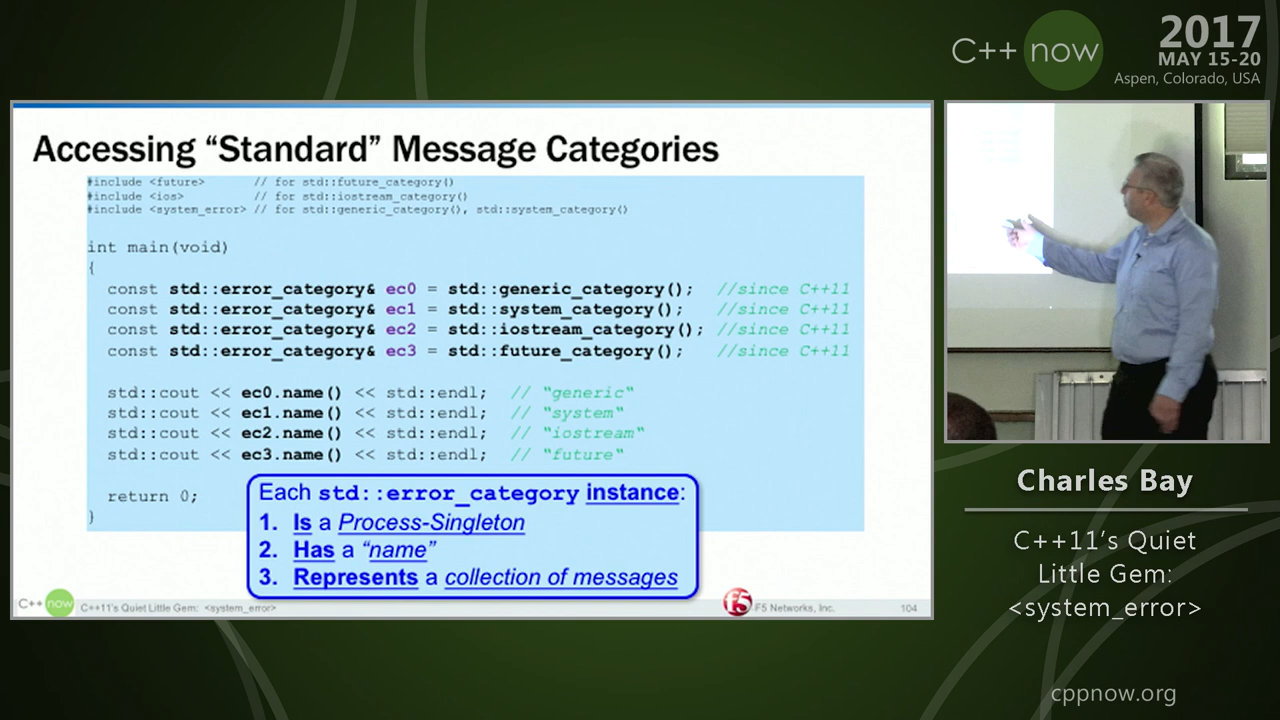 C++ now
2017
MAY 15-20
Aspen, Colorado, USA
Accessing “Standard” Message Categories
#include <future>       // for std::future_category()
#include <ios>          // for std::iostream_category()
#include <system_error> // for std::generic_category(), std::system_category()
int main(void)
{
const std::error_category& ec0 = std::generic_category();  //since C++11
const std::error_category& ec1 = std::system_category();   //since C++11
const std::error_category& ec2 = std::iostream_category(); //since C++11
const std::error_category& ec3 = std::future_category();   //since C++11
std::cout << ec0.name() << std::endl;  // "generic"
std::cout << ec1.name() << std::endl;  // "system"
std::cout << ec2.name() << std::endl;  // "iostream"
std::cout << ec3.name() << std::endl;  // "future"
return 0;
}
Each std::error_category instance:
1. Is a Process-Singleton
2. Has a “name”
3. Represents a collection of messages
C++ now C++11’s Quiet Little Gem: <system_error> f5 F5 Networks, Inc. 104
Charles Bay
C++11’s Quiet
Little Gem:
<system_error>
cppnow.org